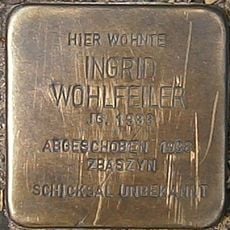 HIER WOHNTE
INGRID
WOHLFEILER
JG. 1938
ABGESCHOBEN 1938
ZBASZYN
SCHICKSAL UNBEKANNT